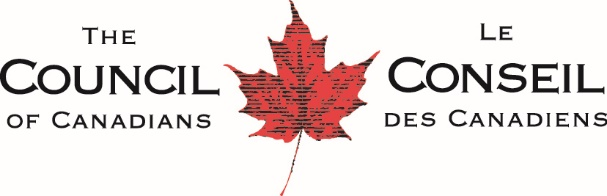 THE
COUNCIL
OF CANADIANS
LE
CONSEIL
DES CANADIENS